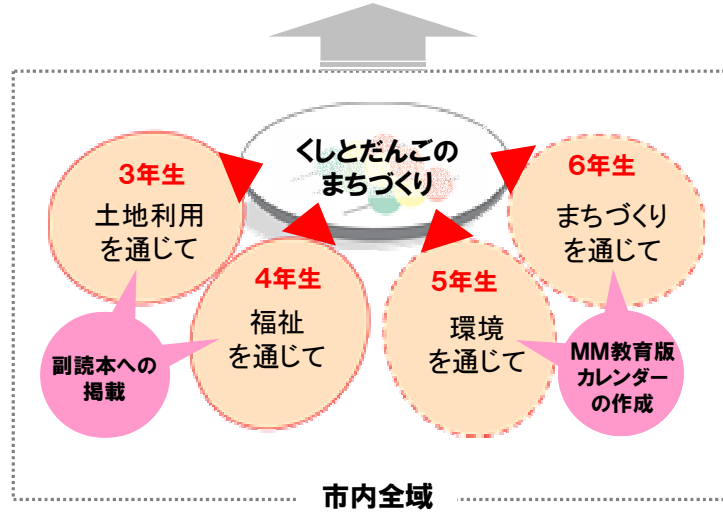 くしとだんごの
まちづくり
3年生
土地利用
を通じて
4年生
福祉
を通じて
5年生
環境
を通じて
6年生
まちづくり
を通じて
副読本への
掲載
MM教育版
カレンダー
の作成
市内全域